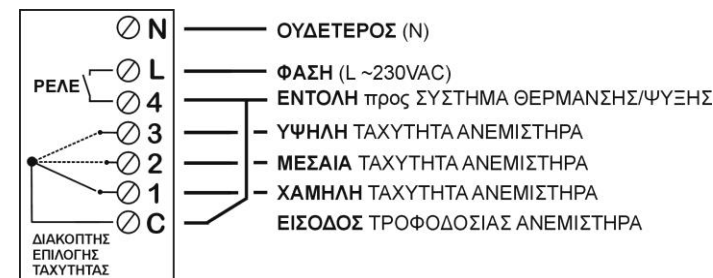 N ΟΥΔΕΤΕΡΟΣ (N)
L ΦΑΣΗ (L ~230VAC)
ΡΕΛΕ
4 ΕΝΤΟΛΗ προς ΣΥΣΤΗΜΑ ΘΕΡΜΑΝΣΗΣ/ΨΥΞΗΣ
3 ΥΨΗΛΗ ΤΑΧΥΤΗΤΑ ΑΝΕΜΙΣΤΗΡΑ
2 ΜΕΣΑΙΑ ΤΑΧΥΤΗΤΑ ΑΝΕΜΙΣΤΗΡΑ
1 ΧΑΜΗΛΗ ΤΑΧΥΤΗΤΑ ΑΝΕΜΙΣΤΗΡΑ
C ΕΙΣΟΔΟΣ ΤΡΟΦΟΔΟΣΙΑΣ ΑΝΕΜΙΣΤΗΡΑ
ΔΙΑΚΟΠΤΗΣ
ΕΠΙΛΟΓΗΣ
ΤΑΧΥΤΗΤΑΣ